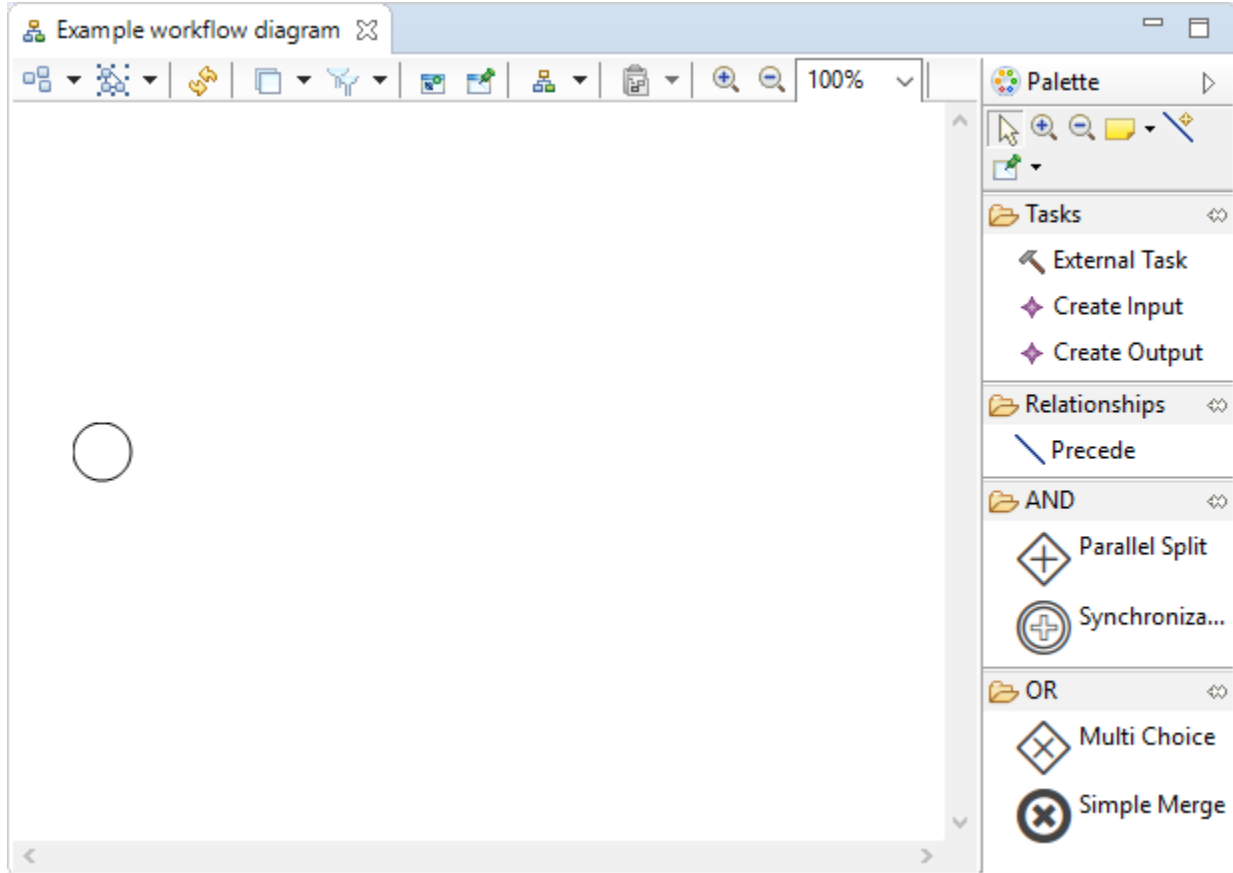 Example workflow diagram
100%
Palette
Tasks
External Task
Create Input
Create Output
Relationships
Precede
AND
Parallel Split
Synchroniza...
OR
Multi Choice
Simple Merge